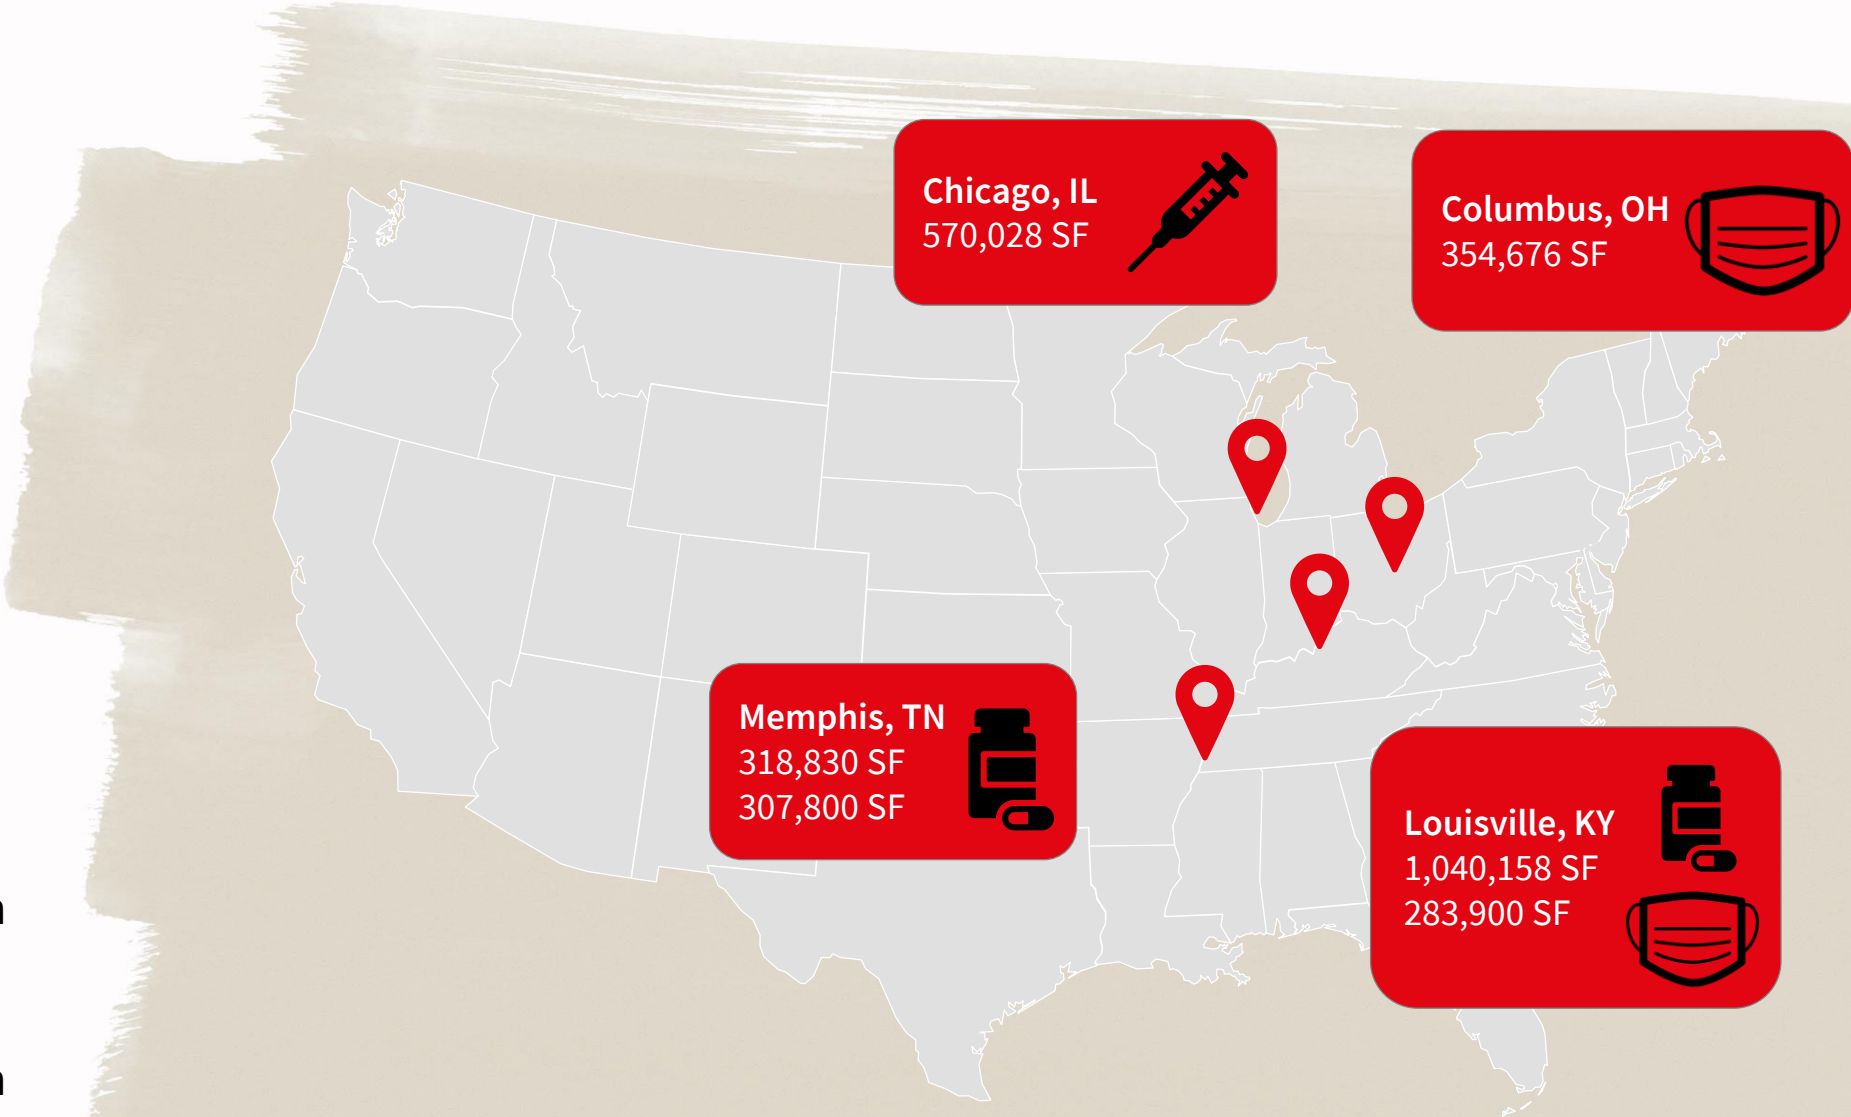 Chicago, IL
570,028 SF
Columbus, OH
354,676 SF
Memphis, TN
318,830 SF
307,800 SF
Louisville, KY
1,040,158 SF
283,900 SF